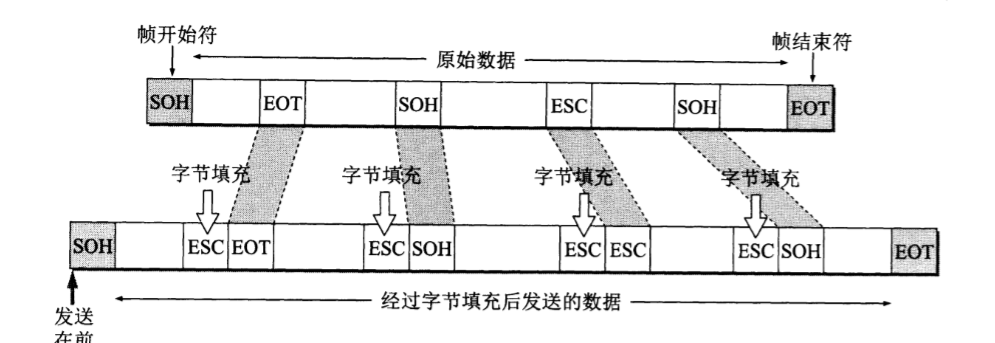 帧开始符
原始数据
帧结束符
SOH EOT SOH ESC SOH EOT
字节填充 字节填充 字节填充 字节填充
SOH ESC EOT ESC SOH ESC ESC ESC SOH EOT
经过字节填充后发送的数据
发送
在前